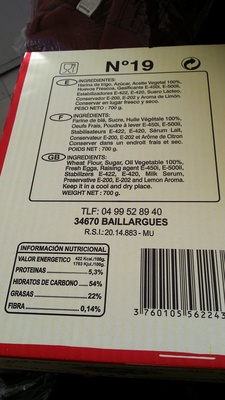 Nº19
E INGREDIENTES:
Harina de trigo, Azúcar, Aceite Vegetal 100%,
Huevos Frescos, Gasificante E-450i, E-500II,
Estabilizadores E-422, E-420, Suero Lácteo,
Conservador E-200, E-202 y Aroma de Limón.
Conservar en lugar fresco y seco.
PESO NETO: 700 g.
F INGREDIENTS:
Farine de blé, Sucre, Huile Végétale 100%,
Oeufs Frais, Poudre à lever E-450i, E-500II,
Stabilisateurs E-422, E-420, Sérum Lait,
Conservateur E-200, E-202 et Arôme de Citron
Conserver dans un endroit frais et sec.
POIDS NET: 700 g.
GB INGREDIENTS:
Wheat Flour, Sugar, Oil Vegetable 100%,
Fresh Eggs, Raising agent E-450i, E-500II,
Stabilizers E-422, E-420, Milk Serum,
Preservative E-200, E-202 and Lemon Aroma.
Keep it in a cool and dry place.
WEIGHT NET: 700 g.
TLF: 04 99 52 89 40
34670 BAILLARGUES
R.S.I.: 20.14.883 - MU
INFORMACIÓN NUTRICIONAL
VALOR ENERGETICO 422 Kcal/100g.
1763 Kjul/100g.
PROTEINAS 5,3%
HIDRATOS DE CARBONO 54%
GRASAS 22%
FIBRA 0,14%
3760105562243